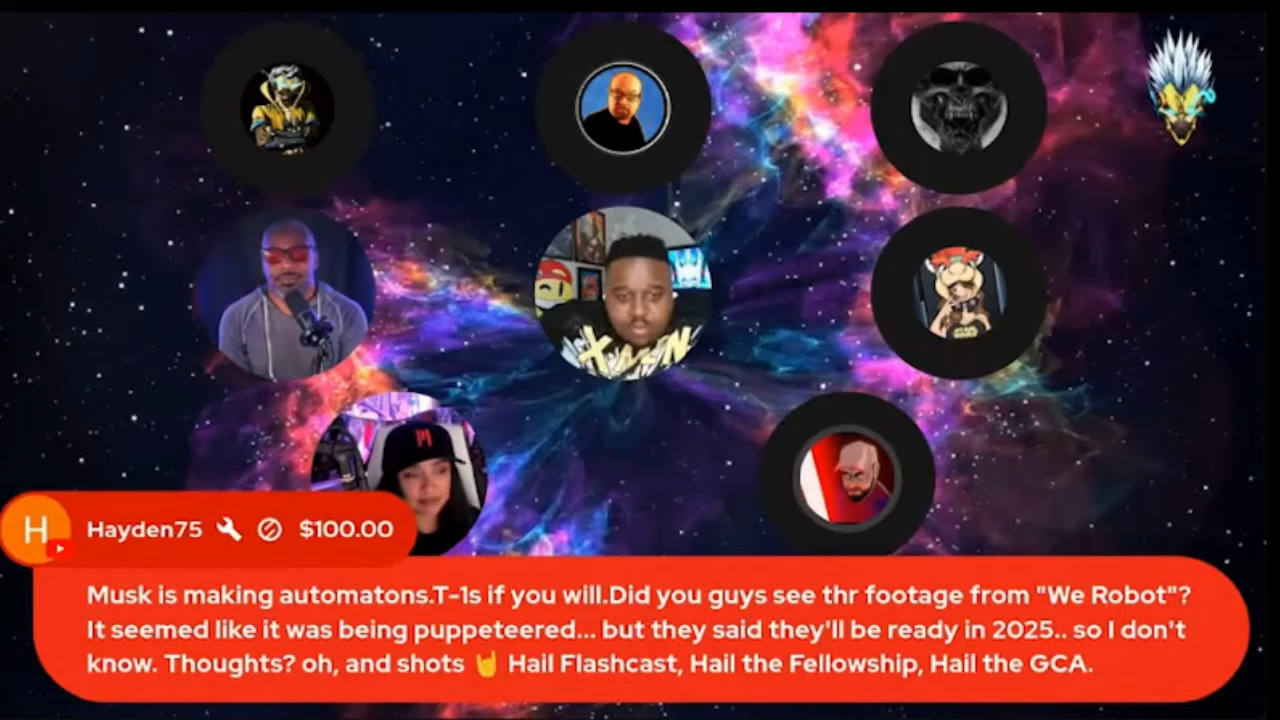 X-MEN
Hayden75 $100.00
Musk is making automatons.T-1s if you will.Did you guys see thr footage from "We Robot"?
It seemed like it was being puppeteered... but they said they'll be ready in 2025.. so I don't
know. Thoughts? oh, and shots 🤘 Hail Flashcast, Hail the Fellowship, Hail the GCA.